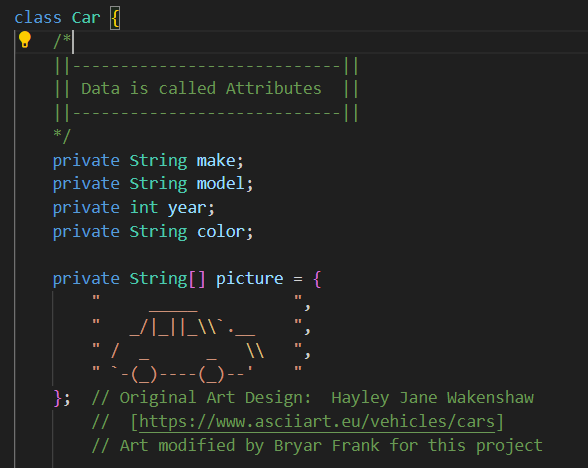 class Car {
    /*
    ||----------------------------||
    || Data is called Attributes  ||
    ||----------------------------||
    */
    private String make;
    private String model;
    private int year;
    private String color;

    private String[] picture = {
        "     _____          ",
        "   _/|_||_\\`.__    ",
        " / _      _   \\   ",
        " `-(_)----(_)--'    "
    };  // Original Art Design:  Hayley Jane Wakenshaw
        //  [https://www.asciiart.eu/vehicles/cars]
        // Art modified by Bryar Frank for this project